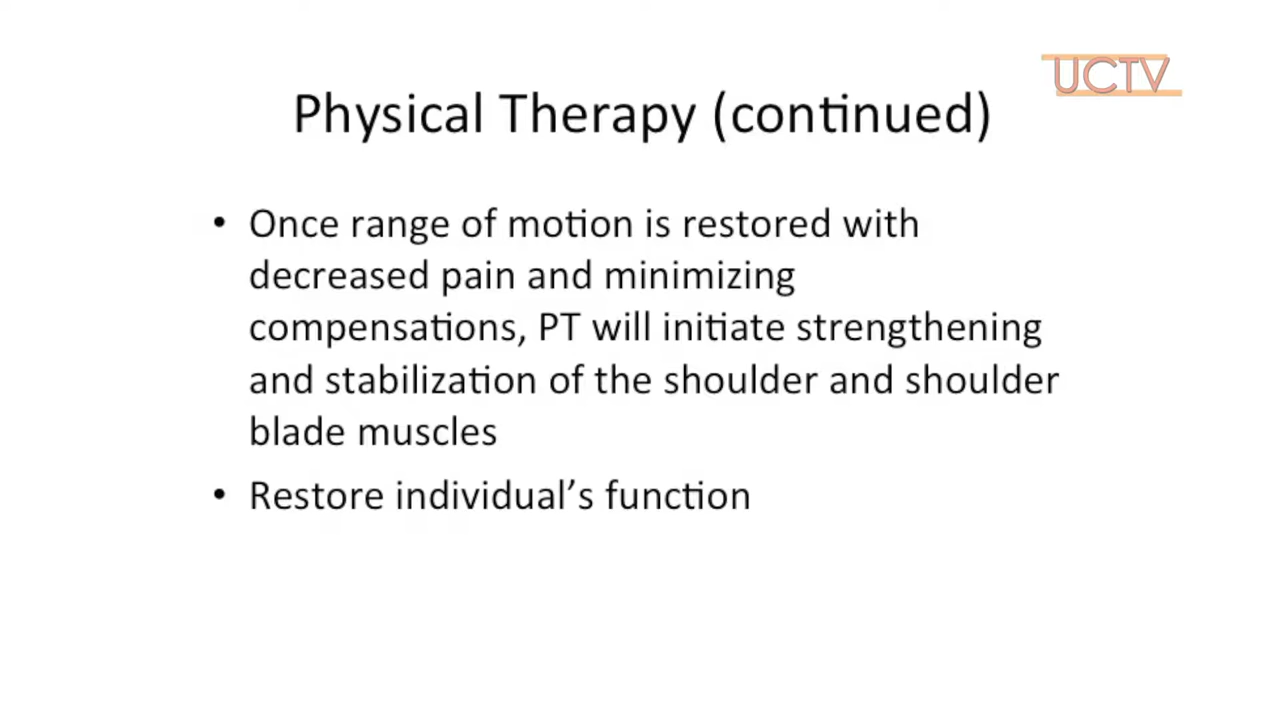 UCTV
Physical Therapy (continued)
• Once range of motion is restored with
decreased pain and minimizing
compensations, PT will initiate strengthening
and stabilization of the shoulder and shoulder
blade muscles
• Restore individual’s function